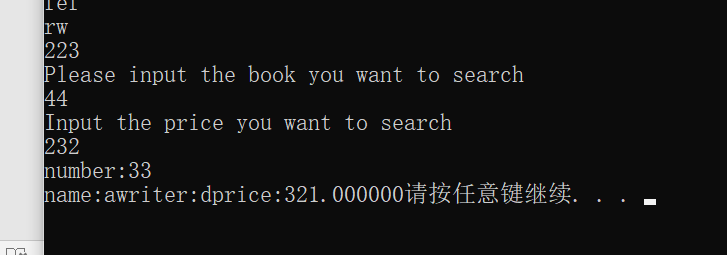 rw
223
Please input the book you want to search
44
Input the price you want to search
232
number:33
name:awriter:dprice:321.000000请按任意键继续. . .